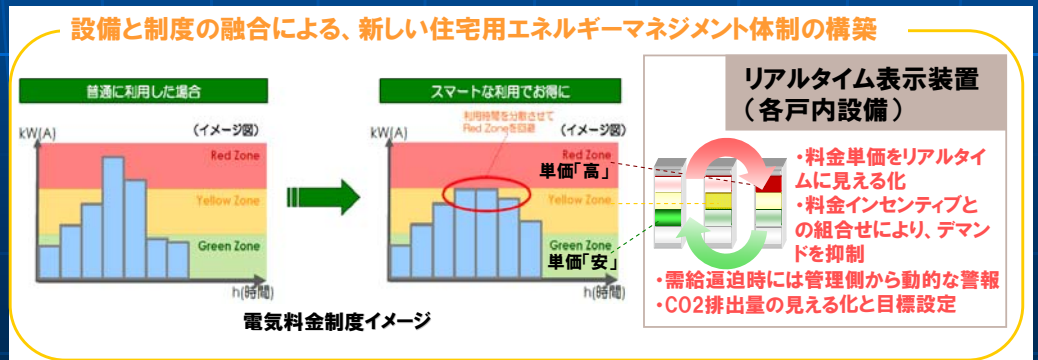 設備と制度の融合による、新しい住宅用エネルギーマネジメント体制の構築
普通に利用した場合
kW(A)
(イメージ図)
Red Zone
Yellow Zone
Green Zone
h(時間)
スマートな利用でお得に
利用時間を分散させて
Red Zoneを回避
kW(A)
(イメージ図)
Red Zone
単価「高」
Yellow Zone
Green Zone
単価「安」
h(時間)
電気料金制度イメージ
リアルタイム表示装置
（各戸内設備）
・料金単価をリアルタイ
ムに見える化
・料金インセンティブと
の組合せにより、デマン
ドを抑制
・需給逼迫時には管理側から動的な警報
・CO2排出量の見える化と目標設定